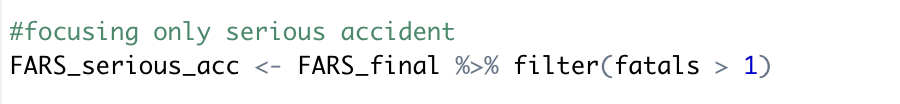 #focusing only serious accident
FARS_serious_acc <- FARS_final %>% filter(fatals > 1)